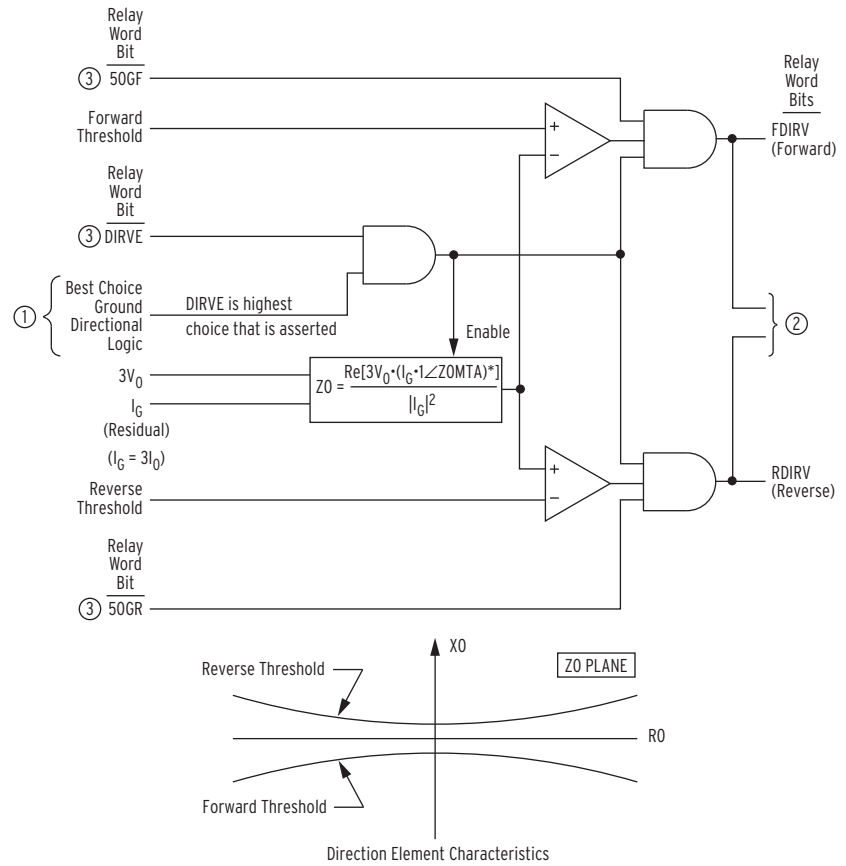 Relay
Word
Bit
③ 50GF
Forward
Threshold
Relay
Word
Bit
③ DIRVE
① Best Choice
Ground
Directional
Logic
DIRVE is highest
choice that is asserted
Enable
3V0
IG
(Residual)
(IG = 3I0)
Z0 = Re[3V0•(IG•1∠Z0MTA)*]
|IG|2
Reverse
Threshold
Relay
Word
Bit
③ 50GR
+
−
+
−
Relay
Word
Bits
FDIRV
(Forward)
②
RDIRV
(Reverse)
X0
Z0 PLANE
Reverse Threshold
R0
Forward Threshold
Direction Element Characteristics